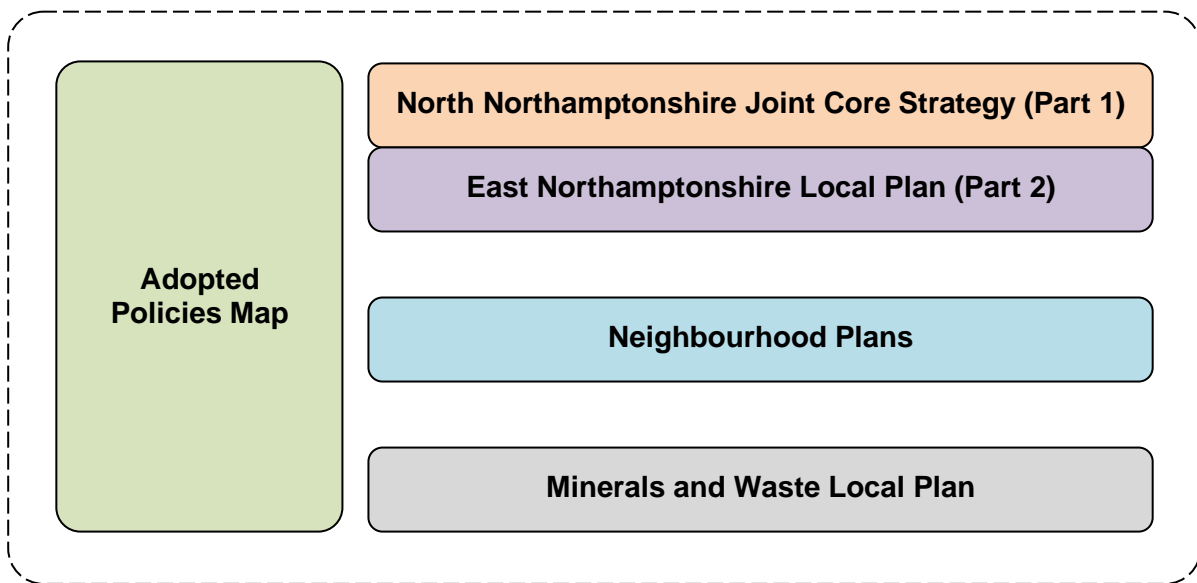 Adopted
Policies Map
North Northamptonshire Joint Core Strategy (Part 1)
East Northamptonshire Local Plan (Part 2)
Neighbourhood Plans
Minerals and Waste Local Plan